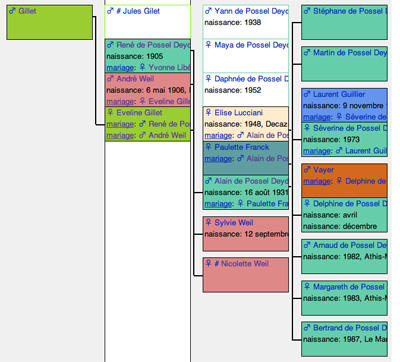 ♂ Gillet
♂ # Jules Gilet
♂ René de Possel Deyd
naissance: 1905
mariage: ♀ Yvonne Libé
♂ André Weil
naissance: 6 mai 1906,
mariage: ♀ Eveline Gille
♀ Eveline Gillet
mariage: ♂ René de Pos
mariage: ♂ André Weil
♂ Yann de Possel Deyc
naissance: 1938
♀ Maya de Possel Deyd
♀ Daphnée de Possel D
naissance: 1952
♀ Elise Lucciani
naissance: 1948, Decaz
mariage: ♂ Alain de Pos
♀ Paulette Franck
mariage: ♂ Alain de Pos
♂ Alain de Possel Deyd
naissance: 16 août 1931
mariage: ♀ Paulette Fra
♀ Sylvie Weil
naissance: 12 septembr
♀ # Nicolette Weil
♂ Stéphane de Possel
♂ Martin de Possel Dey
♂ Laurent Guillier
naissance: 9 novembre
mariage: ♀ Séverine de
♀ Séverine de Possel D
naissance: 1973
mariage: ♂ Laurent Guil
♂ Vayer
mariage: ♀ Delphine de
♀ Delphine de Possel D
naissance: avril
naissance: décembre
♂ Arnaud de Possel De
naissance: 1982, Athis-M
♀ Margareth de Possel
naissance: 1983, Athis-M
♂ Bertrand de Possel D
naissance: 1987, Le Ma